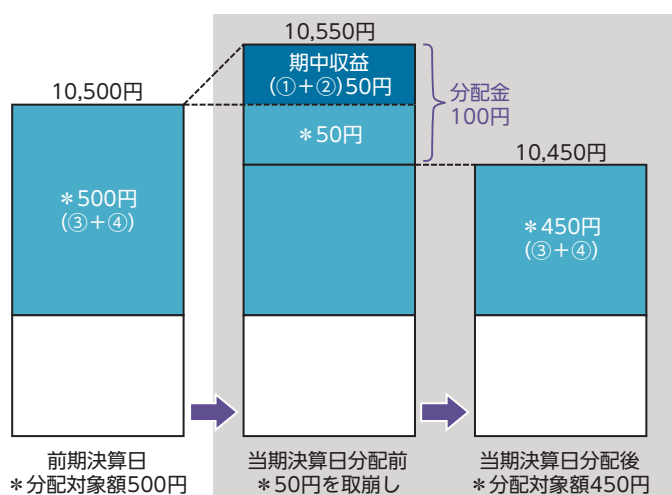 10,500円
＊500円
(③＋④)
前期決算日
＊分配対象額500円
10,550円
期中収益
(①＋②)50円
＊50円
分配金
100円
当期決算日分配前
＊50円を取崩し
10,450円
＊450円
(③＋④)
当期決算日分配後
＊分配対象額450円